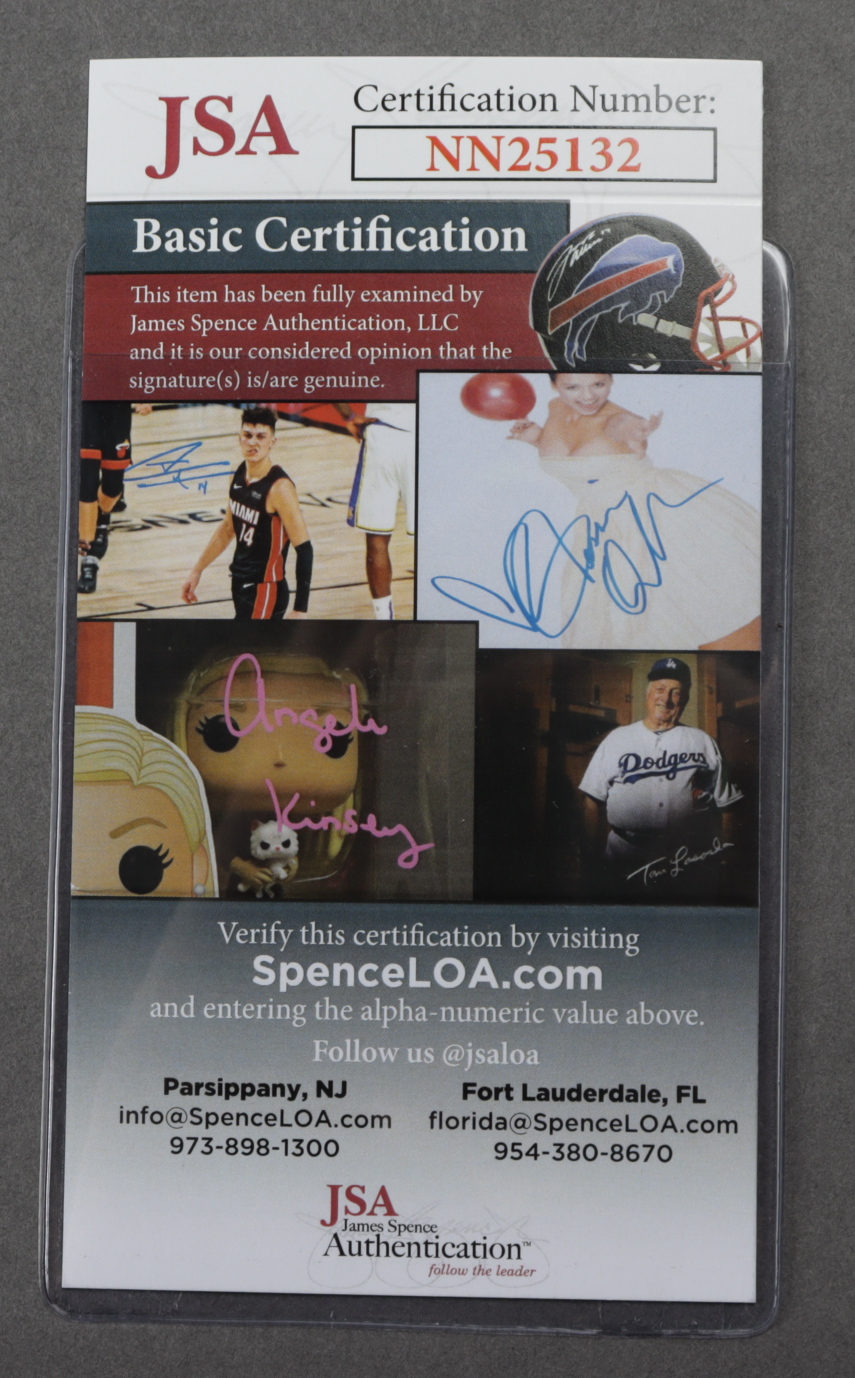 JSA
Certification Number:
NN25132
Basic Certification
This item has been fully examined by
James Spence Authentication, LLC
and it is our considered opinion that the
signature(s) is/are genuine.
MIAMI
14
Angela
Kinsey
Dodgers
Tom Lasorda
Verify this certification by visiting
SpenceLOA.com
and entering the alpha-numeric value above.
Follow us @jsaloa
Parsippany, NJ
info@SpenceLOA.com
973-898-1300
Fort Lauderdale, FL
florida@SpenceLOA.com
954-380-8670
JSA
James Spence
Authentication™
follow the leader